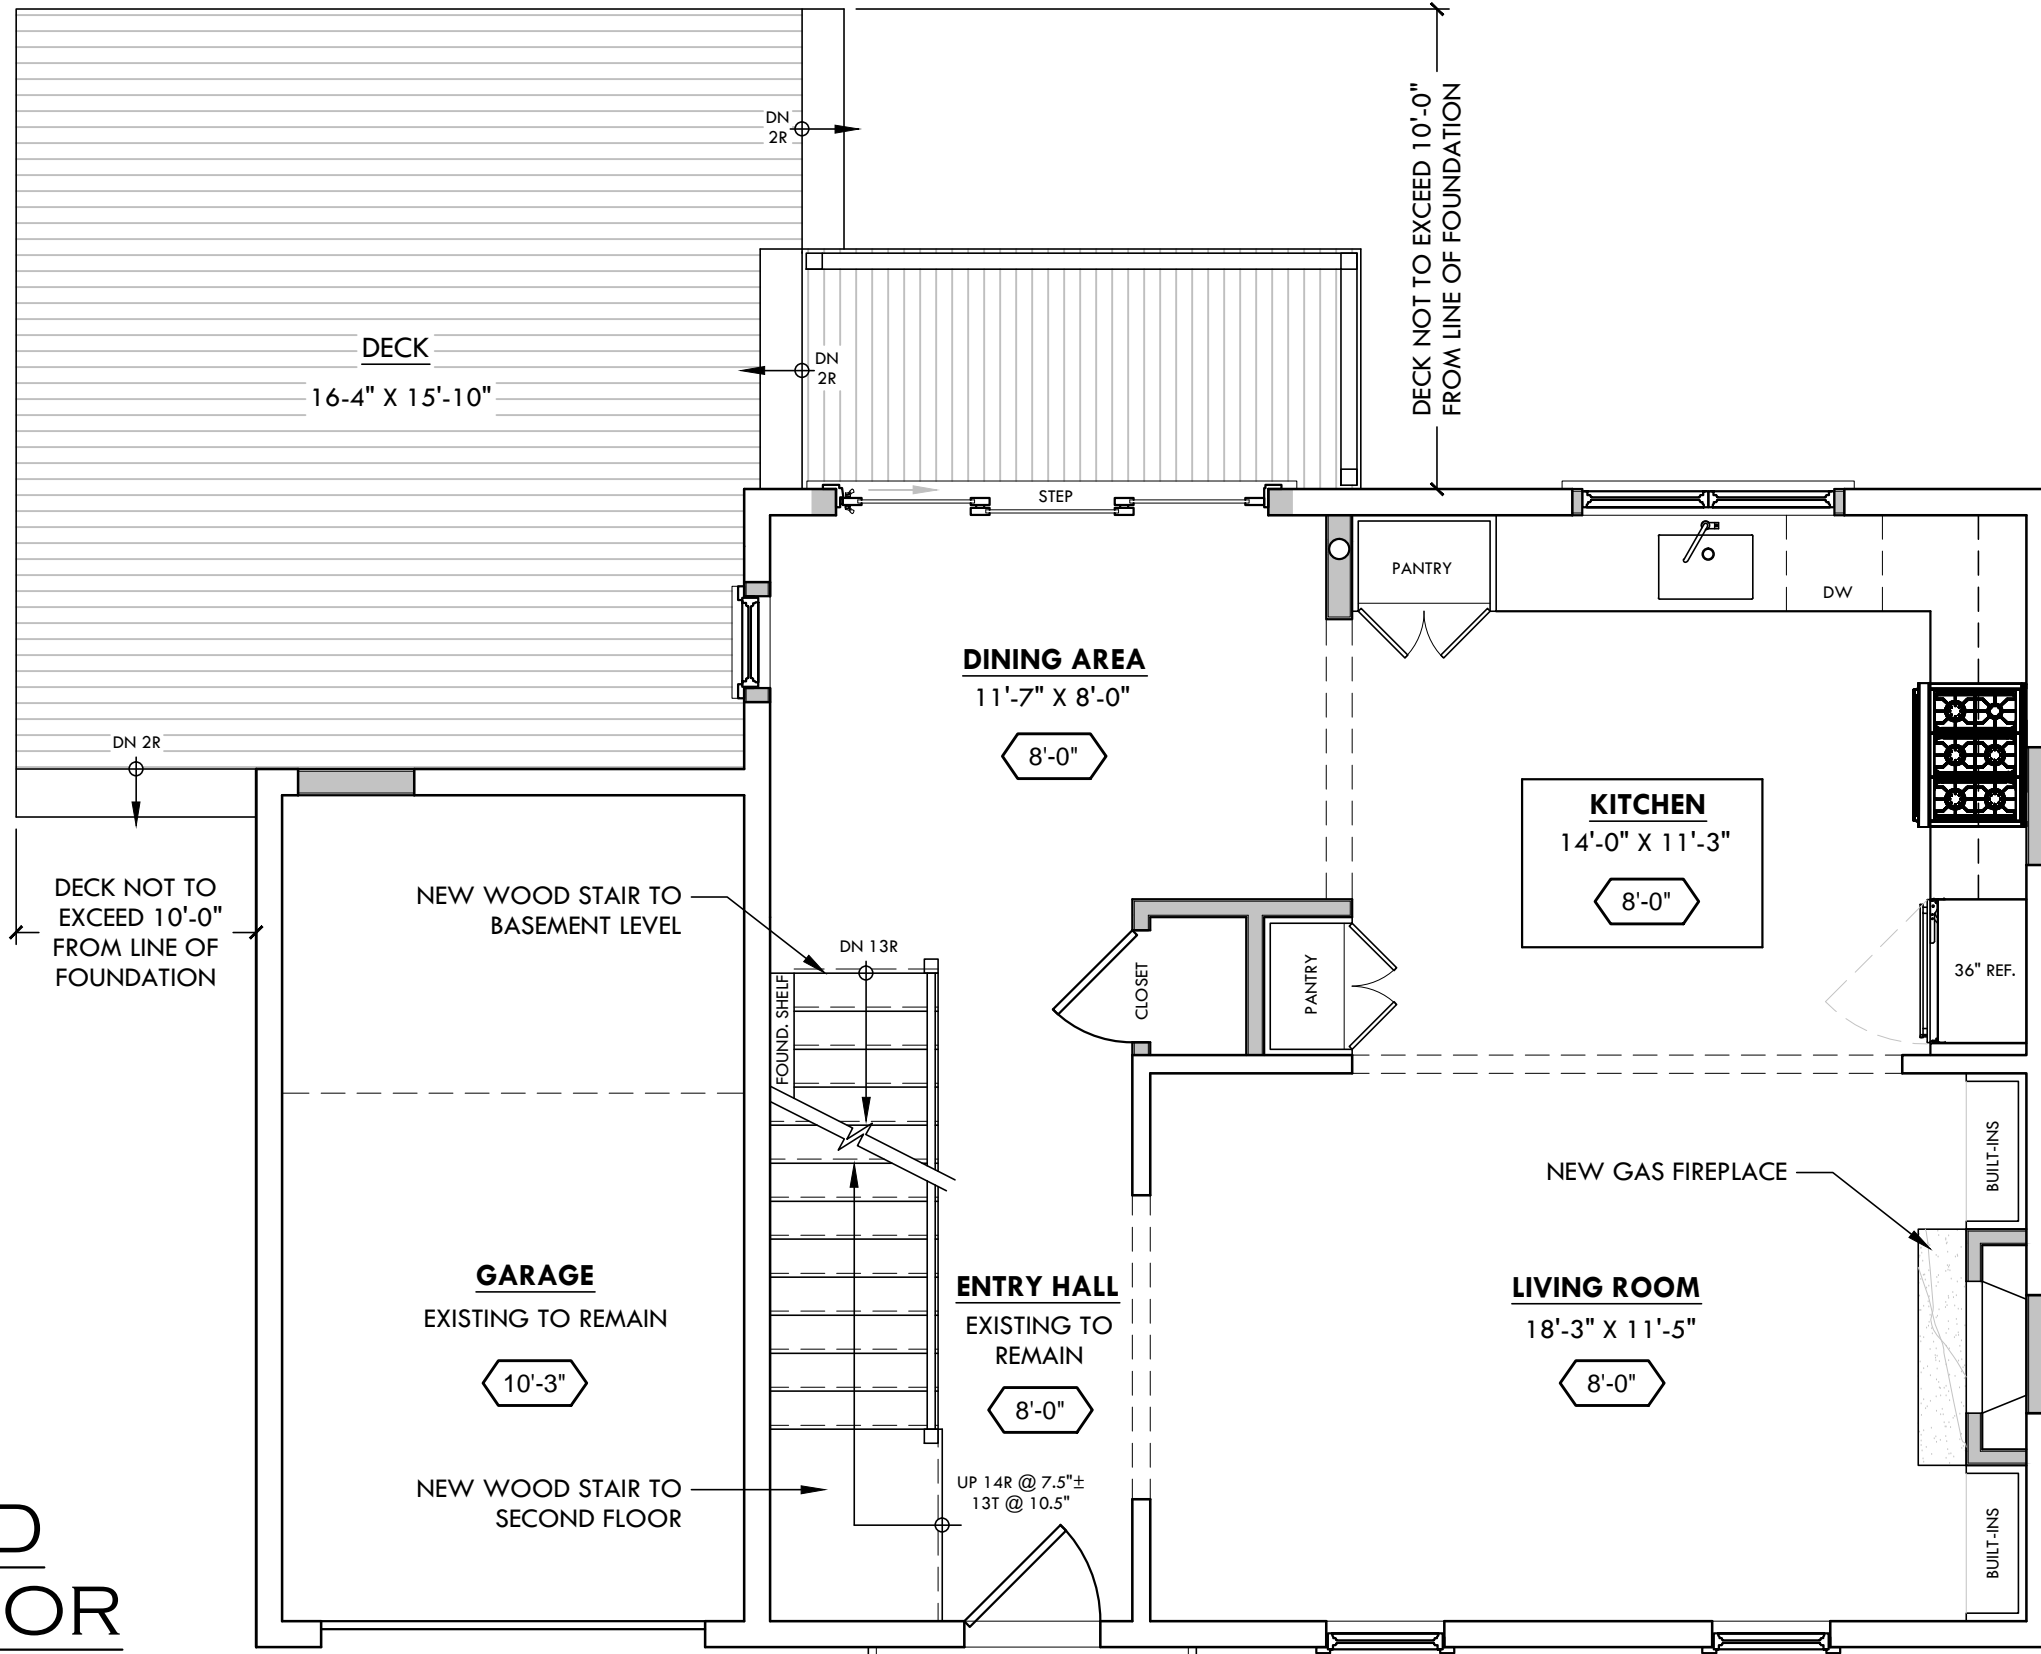 DN
2R
DECK NOT TO EXCEED 10'-0"
FROM LINE OF FOUNDATION
DECK
16-4" X 15'-10"
DN
2R
STEP
PANTRY
DW
DINING AREA
11'-7" X 8'-0"
8'-0"
DN 2R
KITCHEN
14'-0" X 11'-3"
8'-0"
DECK NOT TO
EXCEED 10'-0"
FROM LINE OF
FOUNDATION
NEW WOOD STAIR TO
BASEMENT LEVEL
DN 13R
FOUND. SHELF
CLOSET
PANTRY
36" REF.
BUILT-INS
NEW GAS FIREPLACE
GARAGE
EXISTING TO REMAIN
10'-3"
ENTRY HALL
EXISTING TO
REMAIN
8'-0"
LIVING ROOM
18'-3" X 11'-5"
8'-0"
NEW WOOD STAIR TO
SECOND FLOOR
UP 14R @ 7.5"±
13T @ 10.5"
BUILT-INS
D
OR